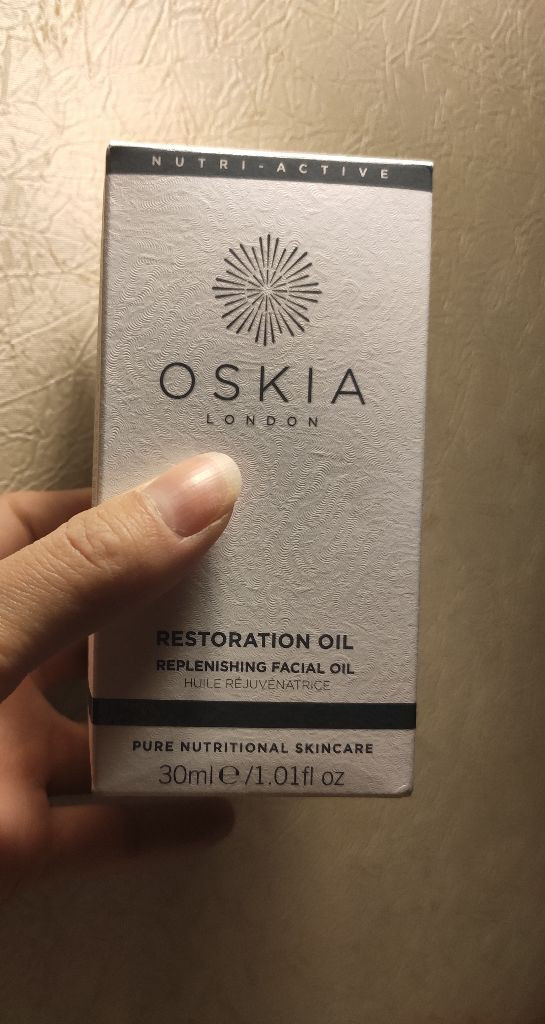 NUTRI-ACTIVE
OSKIA
LONDON
RESTORATION OIL
REPLENISHING FACIAL OIL
HUILE RÉJUVÉNATRICE
PURE NUTRITIONAL SKINCARE
30ml ℮ /1.01fl oz